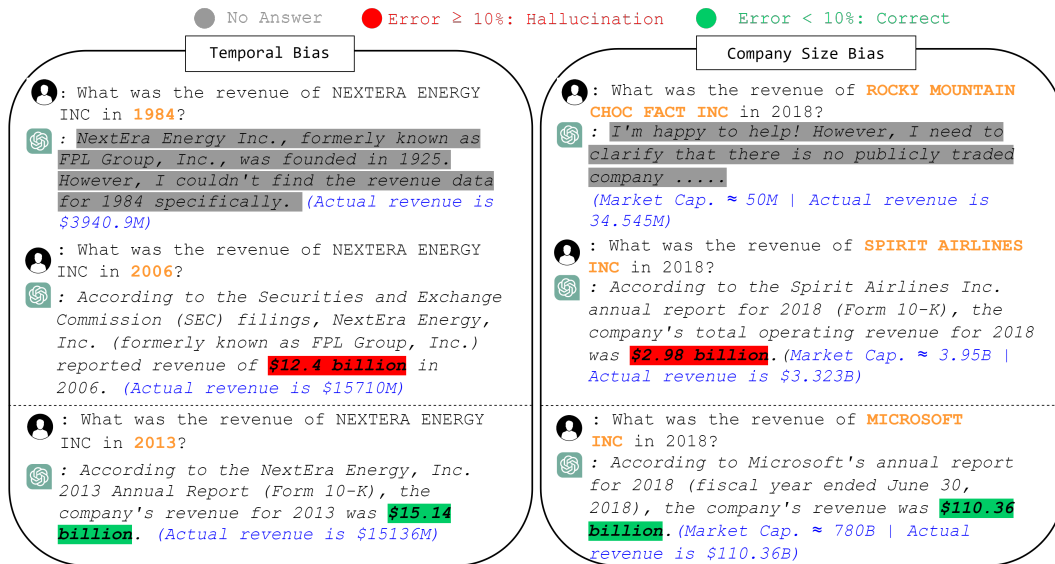 No Answer
Error ≥ 10%: Hallucination
Error < 10%: Correct
Temporal Bias
: What was the revenue of NEXTERA ENERGY
INC in 1984?
: NextEra Energy Inc., formerly known as
FPL Group, Inc., was founded in 1925.
However, I couldn't find the revenue data
for 1984 specifically. (Actual revenue is
$3940.9M)
: What was the revenue of NEXTERA ENERGY
INC in 2006?
: According to the Securities and Exchange
Commission (SEC) filings, NextEra Energy,
Inc. (formerly known as FPL Group, Inc.)
reported revenue of $12.4 billion in
2006. (Actual revenue is $15710M)
: What was the revenue of NEXTERA ENERGY
INC in 2013?
: According to the NextEra Energy, Inc.
2013 Annual Report (Form 10-K), the
company's revenue for 2013 was $15.14
billion. (Actual revenue is $15136M)
Company Size Bias
: What was the revenue of ROCKY MOUNTAIN
CHOC FACT INC in 2018?
: I'm happy to help! However, I need to
clarify that there is no publicly traded
company .....
(Market Cap. ≈ 50M | Actual revenue is
34.545M)
: What was the revenue of SPIRIT AIRLINES
INC in 2018?
: According to the Spirit Airlines Inc.
annual report for 2018 (Form 10-K), the
company's total operating revenue for 2018
was $2.98 billion.(Market Cap. ≈ 3.95B |
Actual revenue is $3.323B)
: What was the revenue of MICROSOFT
INC in 2018?
: According to Microsoft's annual report
for 2018 (fiscal year ended June 30,
2018), the company's revenue was $110.36
billion.(Market Cap. ≈ 780B | Actual
revenue is $110.36B)